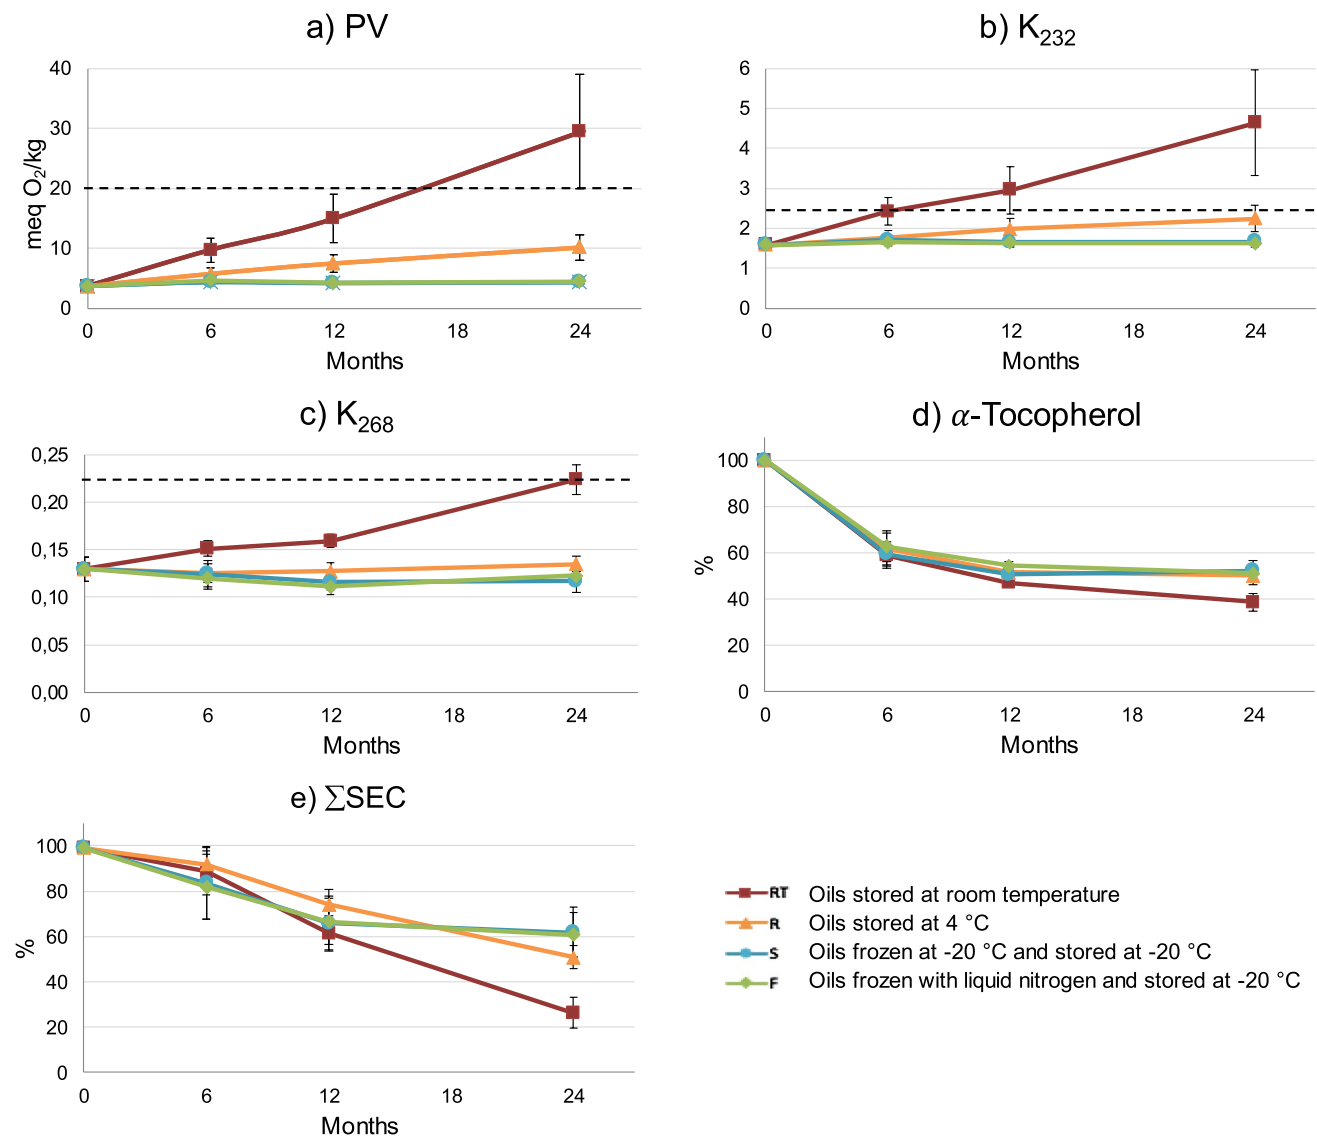 a) PV
40
30
20
10
0
meq O₂/kg
0 6 12 18 24
Months
b) K₂₃₂
6
5
4
3
2
1
0
0 6 12 18 24
Months
c) K₂₆₈
0,25
0,20
0,15
0,10
0,05
0,00
0 6 12 18 24
Months
d) 𝛼-Tocopherol
100
80
60
40
20
0
%
0 6 12 18 24
Months
e) ∑SEC
100
80
60
40
20
0
%
0 6 12 18 24
Months
RT Oils stored at room temperature
R Oils stored at 4 °C
S Oils frozen at -20 °C and stored at -20 °C
F Oils frozen with liquid nitrogen and stored at -20 °C